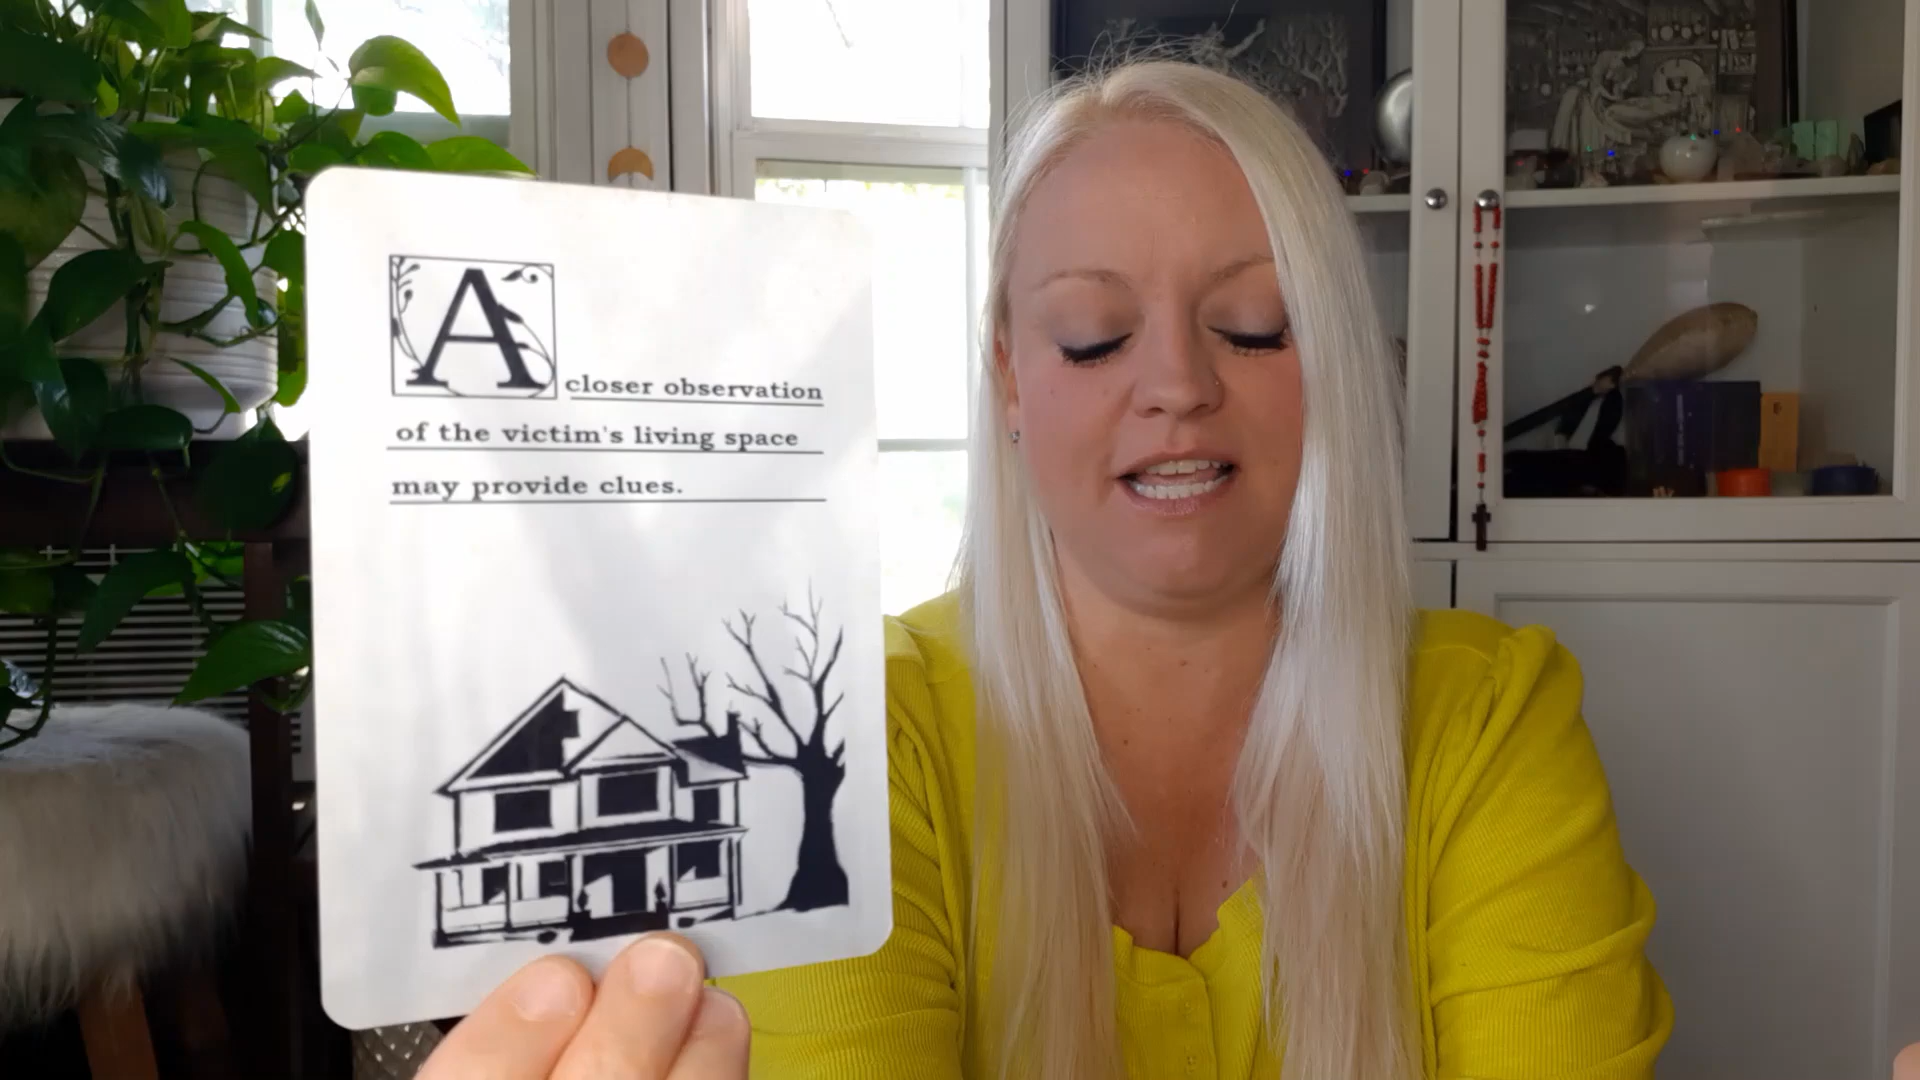 A closer observation
of the victim's living space
may provide clues.